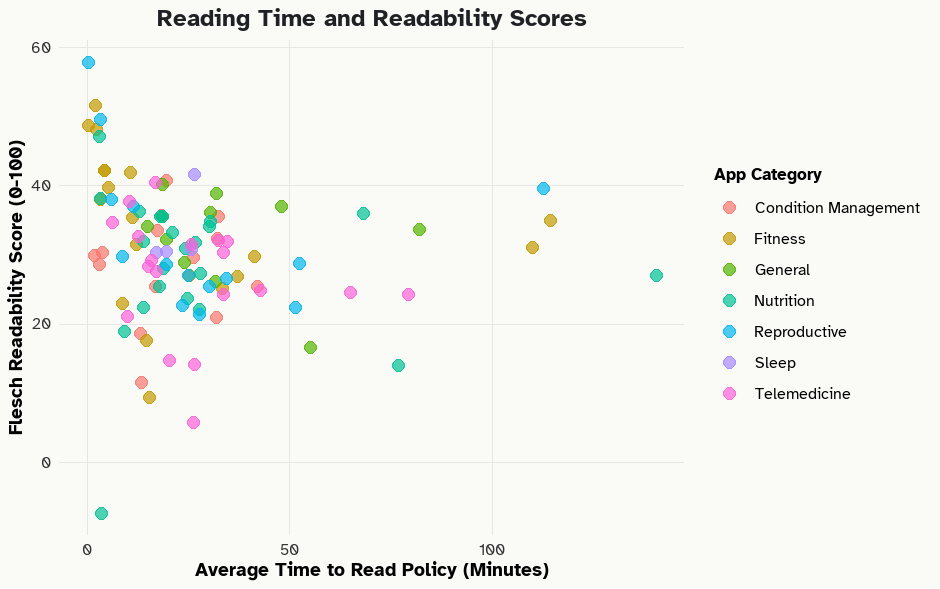 Reading Time and Readability Scores
Flesch Readability Score (0-100)
60
40
20
0
0
50
100
Average Time to Read Policy (Minutes)
App Category
Condition Management
Fitness
General
Nutrition
Reproductive
Sleep
Telemedicine